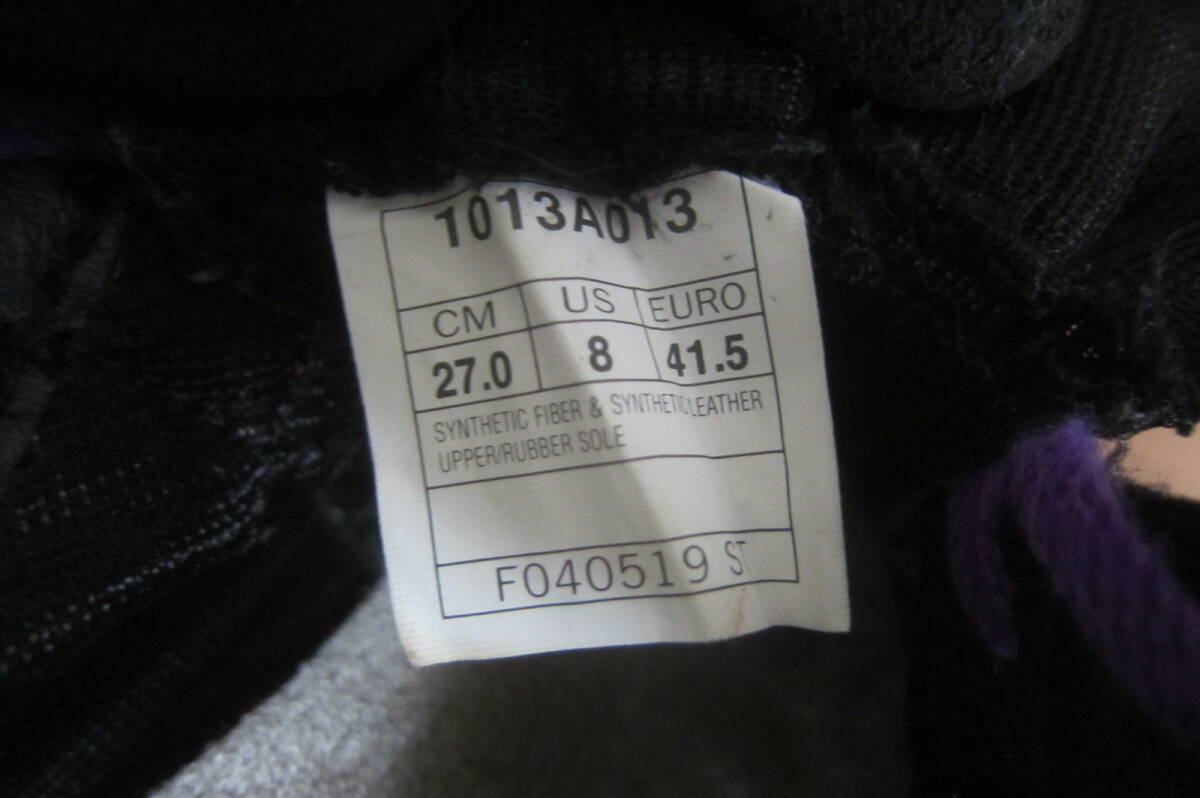 1013A013
CM US EURO
27.0 8 41.5
SYNTHETIC FIBER & SYNTHETIC LEATHER
UPPER/RUBBER SOLE
F040519 ST